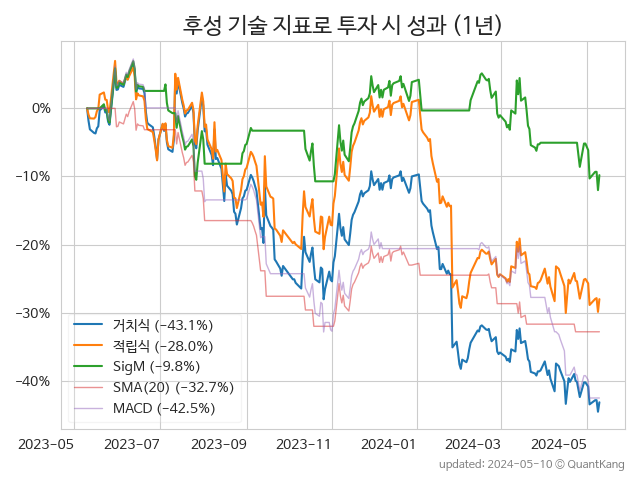 후성 기술 지표로 투자 시 성과 (1년)
0%
−10%
−20%
−30%
−40%
거치식 (−43.1%)
적립식 (−28.0%)
SigM (−9.8%)
SMA(20) (−32.7%)
MACD (−42.5%)
2023-05 2023-07 2023-09 2023-11 2024-01 2024-03 2024-05
updated: 2024-05-10 © QuantKang